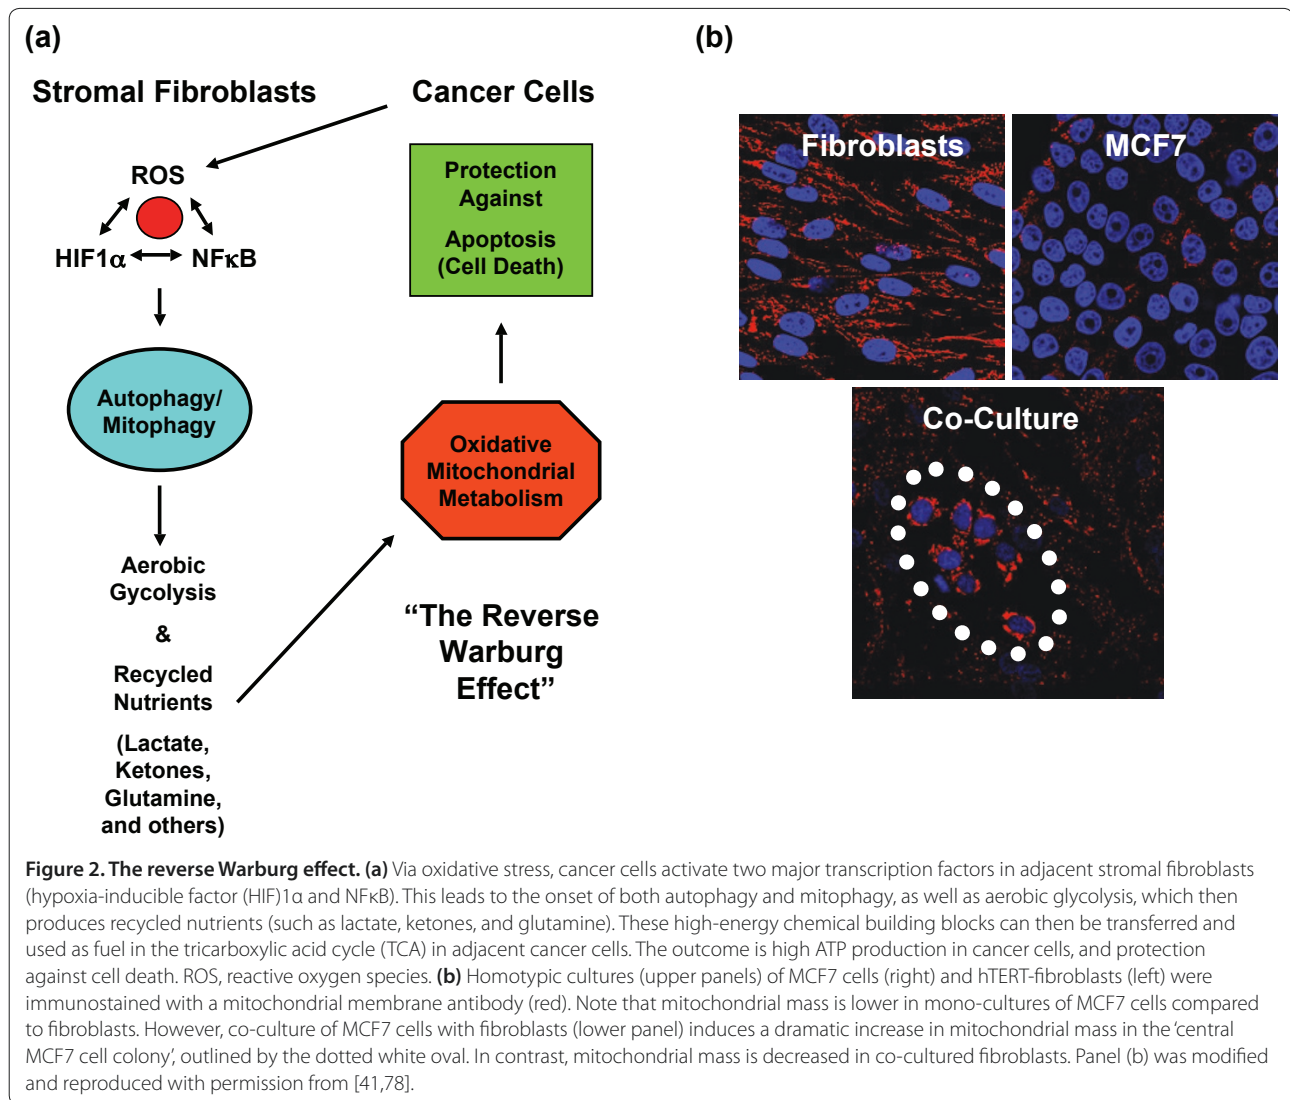 (a)
Stromal Fibroblasts
Cancer Cells
ROS
HIF1α
NFκB
Autophagy/
Mitophagy
Aerobic
Gycolysis
&
Recycled
Nutrients
(Lactate,
Ketones,
Glutamine,
and others)
Protection
Against
Apoptosis
(Cell Death)
Oxidative
Mitochondrial
Metabolism
“The Reverse
Warburg
Effect”
(b)
Fibroblasts
MCF7
Co-Culture
Figure 2. The reverse Warburg effect. (a) Via oxidative stress, cancer cells activate two major transcription factors in adjacent stromal fibroblasts
(hypoxia-inducible factor (HIF)1α and NFκB). This leads to the onset of both autophagy and mitophagy, as well as aerobic glycolysis, which then
produces recycled nutrients (such as lactate, ketones, and glutamine). These high-energy chemical building blocks can then be transferred and
used as fuel in the tricarboxylic acid cycle (TCA) in adjacent cancer cells. The outcome is high ATP production in cancer cells, and protection
against cell death. ROS, reactive oxygen species. (b) Homotypic cultures (upper panels) of MCF7 cells (right) and hTERT-fibroblasts (left) were
immunostained with a mitochondrial membrane antibody (red). Note that mitochondrial mass is lower in mono-cultures of MCF7 cells compared
to fibroblasts. However, co-culture of MCF7 cells with fibroblasts (lower panel) induces a dramatic increase in mitochondrial mass in the ‘central
MCF7 cell colony’, outlined by the dotted white oval. In contrast, mitochondrial mass is decreased in co-cultured fibroblasts. Panel (b) was modified
and reproduced with permission from [41,78].